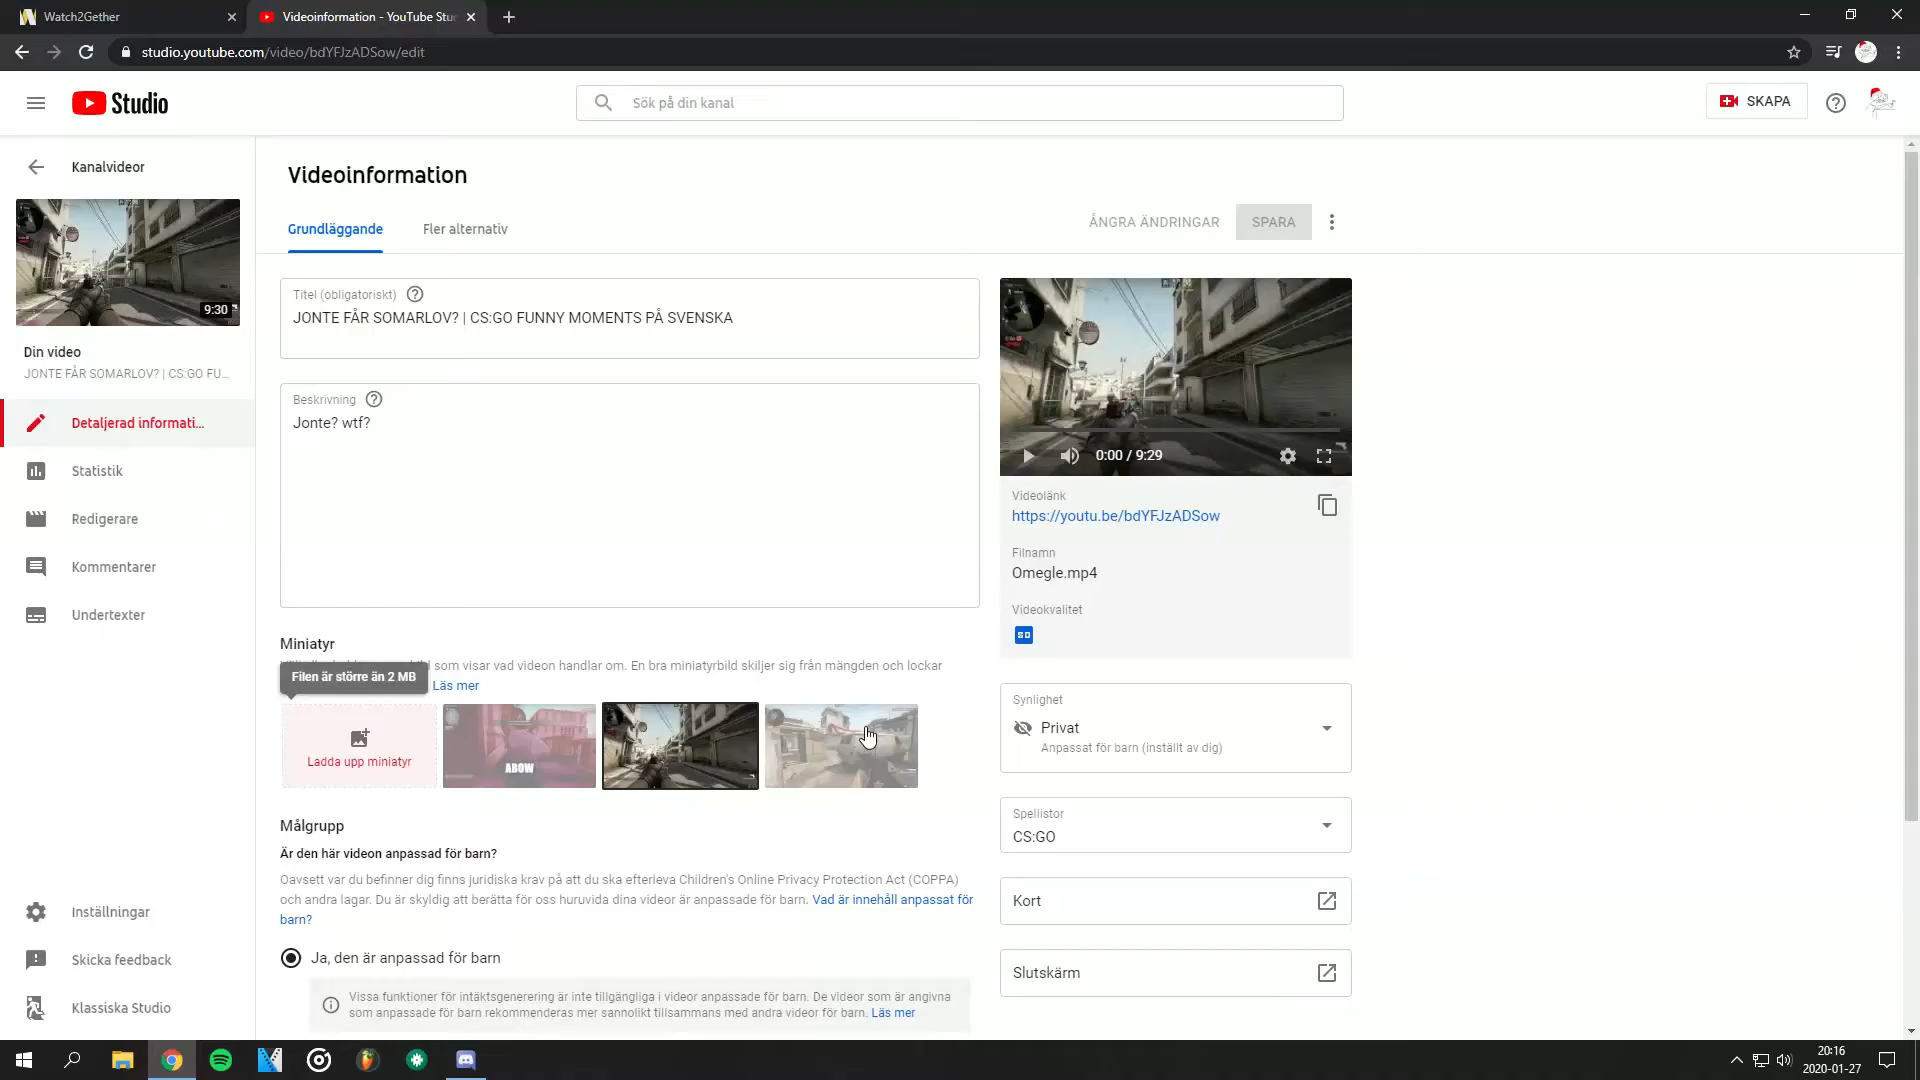 Watch2Gether
Videoinformation - YouTube Stu
studio.youtube.com/video/bdYFJzADSow/edit
Studio
Sök på din kanal
SKAPA
Kanalvideor
9:30
Din video
JONTE FÅR SOMARLOV? | CS:GO FU...
Detaljerad informati...
Statistik
Redigerare
Kommentarer
Undertexter
Inställningar
Skicka feedback
Klassiska Studio
Videoinformation
Grundläggande
Fler alternativ
ÅNGRA ÄNDRINGAR
SPARA
Titel (obligatoriskt)
JONTE FÅR SOMARLOV? | CS:GO FUNNY MOMENTS PÅ SVENSKA
Beskrivning
Jonte? wtf?
Miniatyr
som visar vad videon handlar om. En bra miniatyrbild skiljer sig från mängden och lockar
Filen är större än 2 MB
Läs mer
Ladda upp miniatyr
ABOW
Målgrupp
Är den här videon anpassad för barn?
Oavsett var du befinner dig finns juridiska krav på att du ska efterleva Children's Online Privacy Protection Act (COPPA)
och andra lagar. Du är skyldig att berätta för oss huruvida dina videor är anpassade för barn. Vad är innehåll anpassat för
barn?
Ja, den är anpassad för barn
Vissa funktioner för intäktsgenerering är inte tillgängliga i videor anpassade för barn. De videor som är angivna
som anpassade för barn rekommenderas mer sannolikt tillsammans med andra videor för barn. Läs mer
0:00 / 9:29
Videolänk
https://youtu.be/bdYFJzADSow
Filnamn
Omegle.mp4
Videokvalitet
SD
Synlighet
Privat
Anpassat för barn (inställt av dig)
Spellistor
CS:GO
Kort
Slutskärm
20:16
2020-01-27